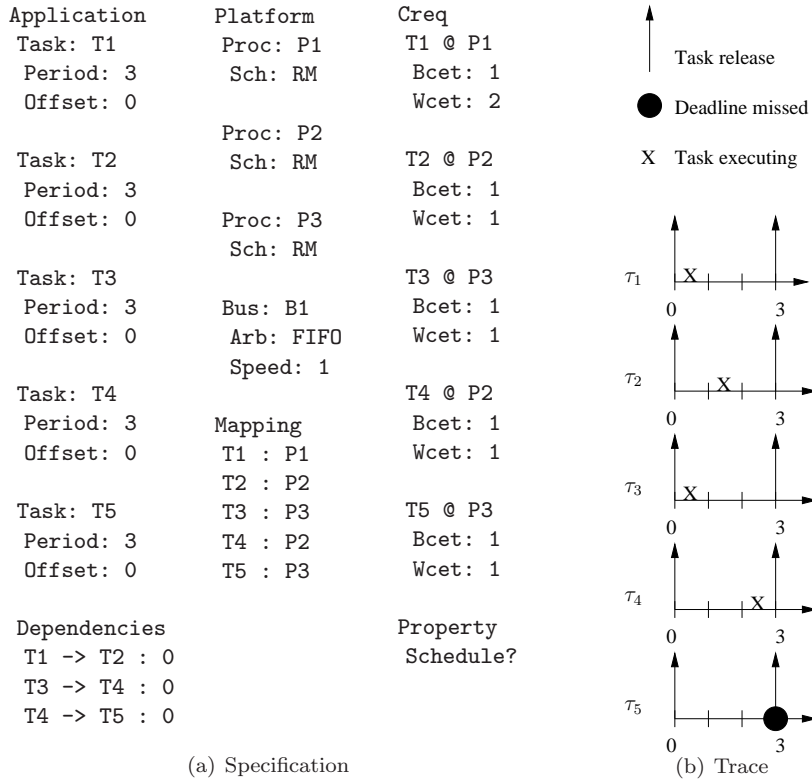 Application
Task: T1
Period: 3
Offset: 0
Task: T2
Period: 3
Offset: 0
Task: T3
Period: 3
Offset: 0
Task: T4
Period: 3
Offset: 0
Task: T5
Period: 3
Offset: 0
Dependencies
T1 -> T2 : 0
T3 -> T4 : 0
T4 -> T5 : 0
Platform
Proc: P1
Sch: RM
Proc: P2
Sch: RM
Proc: P3
Sch: RM
Bus: B1
Arb: FIFO
Speed: 1
Mapping
T1 : P1
T2 : P2
T3 : P3
T4 : P2
T5 : P3
Creq
T1 @ P1
Bcet: 1
Wcet: 2
T2 @ P2
Bcet: 1
Wcet: 1
T3 @ P3
Bcet: 1
Wcet: 1
T4 @ P2
Bcet: 1
Wcet: 1
T5 @ P3
Bcet: 1
Wcet: 1
Property
Schedule?
(a) Specification
Task release
Deadline missed
X Task executing
τ1 X
0 3
τ2 X
0 3
τ3 X
0 3
τ4 X
0 3
τ5
0 3
(b) Trace